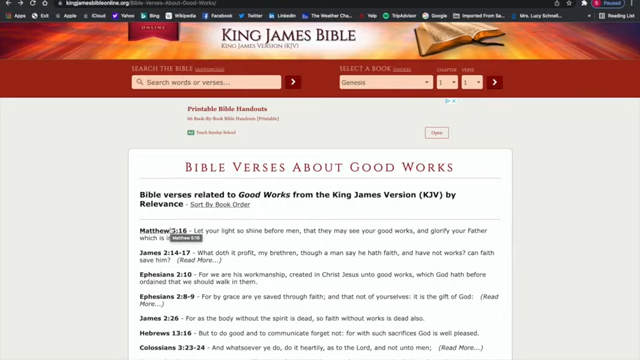 kingjamesbibleonline.org/Bible-Verses-About-Good-Works/
Paused
Apple iCloud Yahoo Bing Wikipedia Facebook Twitter LinkedIn The Weather Chan... Yelp TripAdvisor Google Imported From Sa... Mrs. Lucy Schnell...
ONLINE
KING JAMES BIBLE
KING JAMES VERSION (KJV)
SEARCH THE BIBLE
SELECT A BOOK
CHAPTER
VERSE
Search words or verses...
Genesis
1
1
Printable Bible Handouts
66 Book-By-Book Bible Handouts (Printable)
Ad Teach Sunday School
Open
BIBLE VERSES ABOUT GOOD WORKS
Bible verses related to Good Works from the King James Version (KJV) by
Relevance - Sort By Book Order
Matthew 5:16 - Let your light so shine before men, that they may see your good works, and glorify your Father
which is
Matthew 5:16
James 2:14-17 - What doth it profit, my brethren, though a man say he hath faith, and have not works? can faith
save him? (Read More...)
Ephesians 2:10 - For we are his workmanship, created in Christ Jesus unto good works, which God hath before
ordained that we should walk in them.
Ephesians 2:8-9 - For by grace are ye saved through faith; and that not of yourselves: it is the gift of God: (Read
More...)
James 2:26 - For as the body without the spirit is dead, so faith without works is dead also.
Hebrews 13:16 - But to do good and to communicate forget not: for with such sacrifices God is well pleased.
Colossians 3:23-24 - And whatsoever ye do, do it heartily, as to the Lord, and not unto men; (Read